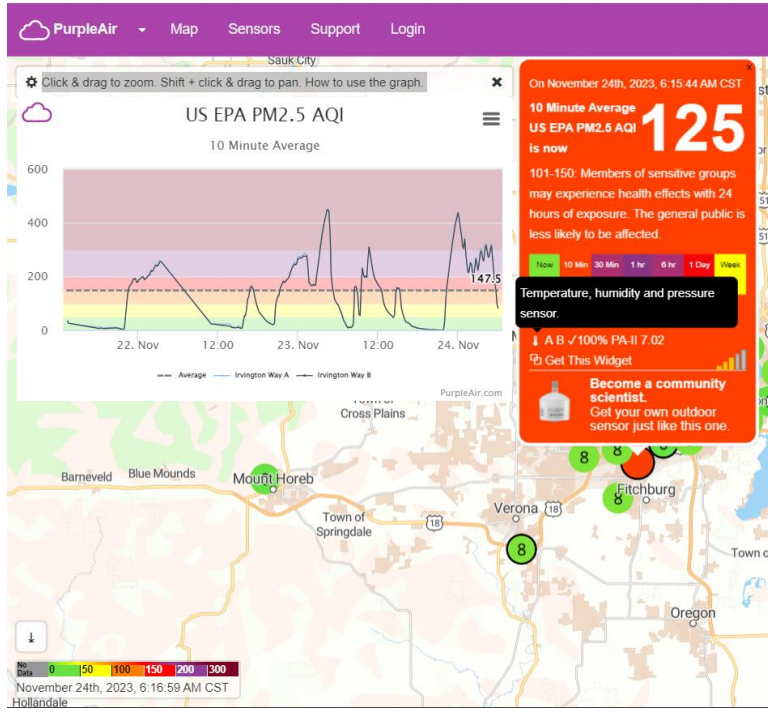 PurpleAir
Map
Sensors
Support
Login
Sauk City
Click & drag to zoom. Shift + click & drag to pan. How to use the graph.
US EPA PM2.5 AQI
10 Minute Average
600
400
200
0
147.5
22. Nov
12:00
23. Nov
12:00
24. Nov
Average
Irvington Way A
Irvington Way B
PurpleAir.com
On November 24th, 2023, 6:15:44 AM CST
10 Minute Average
US EPA PM2.5 AQI
is now
125
101-150: Members of sensitive groups
may experience health effects with 24
hours of exposure. The general public is
less likely to be affected.
Now
10 Min
30 Min
1 hr
6 hr
1 Day
Week
Temperature, humidity and pressure
sensor.
A B ✓100% PA-II 7.02
Get This Widget
Become a community
scientist.
Get your own outdoor
sensor just like this one.
51
51
Cross Plains
Barneveld
Blue Mounds
Mount Horeb
Town of
Springdale
18
Verona
18
8
8
8
8
8
Fitchburg
Town o
Oregon
No
Data
0
50
100
150
200
300
November 24th, 2023, 6:16:59 AM CST
Hollandale